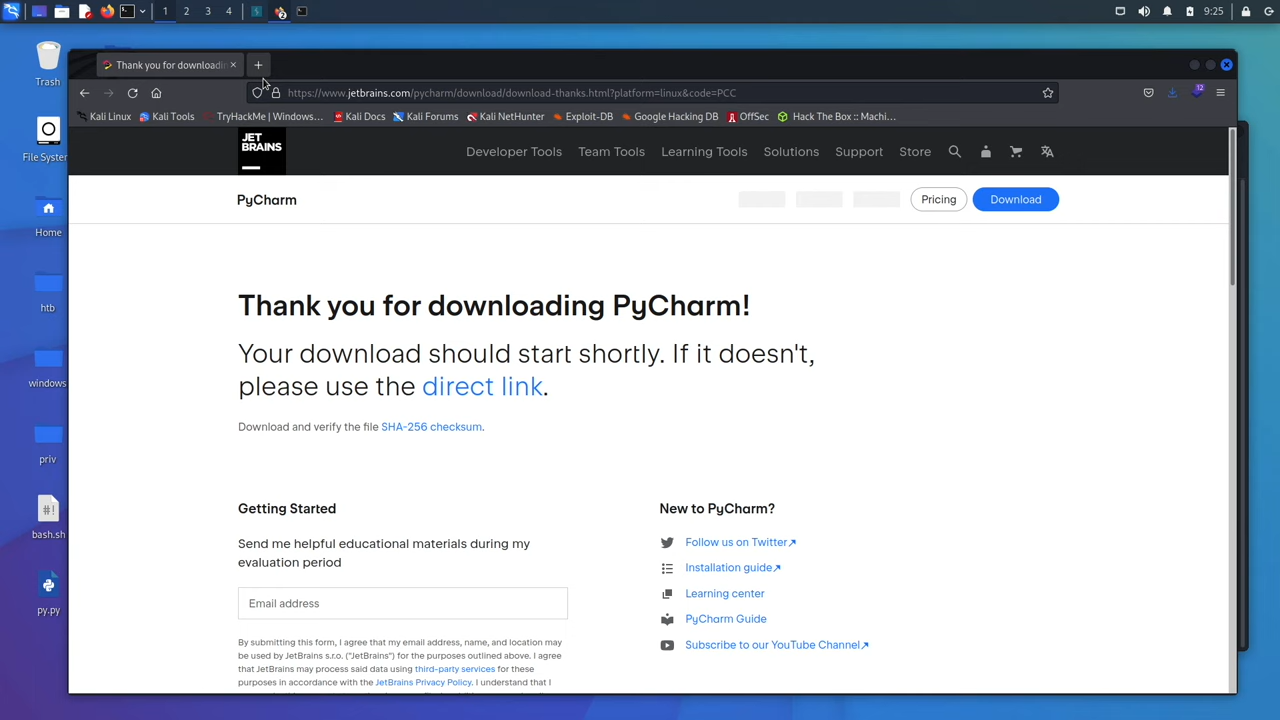 1 2 3 4 2 9:25
Thank you for downloadin
https://www.jetbrains.com/pycharm/download/download-thanks.html?platform=linux&code=PCC
12
Kali Linux Kali Tools TryHackMe | Windows… Kali Docs Kali Forums Kali NetHunter Exploit-DB Google Hacking DB OffSec Hack The Box :: Machi…
JET
BRAINS
Developer Tools Team Tools Learning Tools Solutions Support Store
PyCharm
Pricing Download
Thank you for downloading PyCharm!
Your download should start shortly. If it doesn't,
please use the direct link.
Download and verify the file SHA-256 checksum.
Getting Started
Send me helpful educational materials during my
evaluation period
Email address
By submitting this form, I agree that my email address, name, and location may
be used by JetBrains s.r.o. ("JetBrains") for the purposes outlined above. I agree
that JetBrains may process said data using third-party services for these
purposes in accordance with the JetBrains Privacy Policy. I understand that I
New to PyCharm?
Follow us on Twitter↗
Installation guide↗
Learning center
PyCharm Guide
Subscribe to our YouTube Channel↗
Trash
File System
Home
htb
windows
priv
#!
bash.sh
py.py